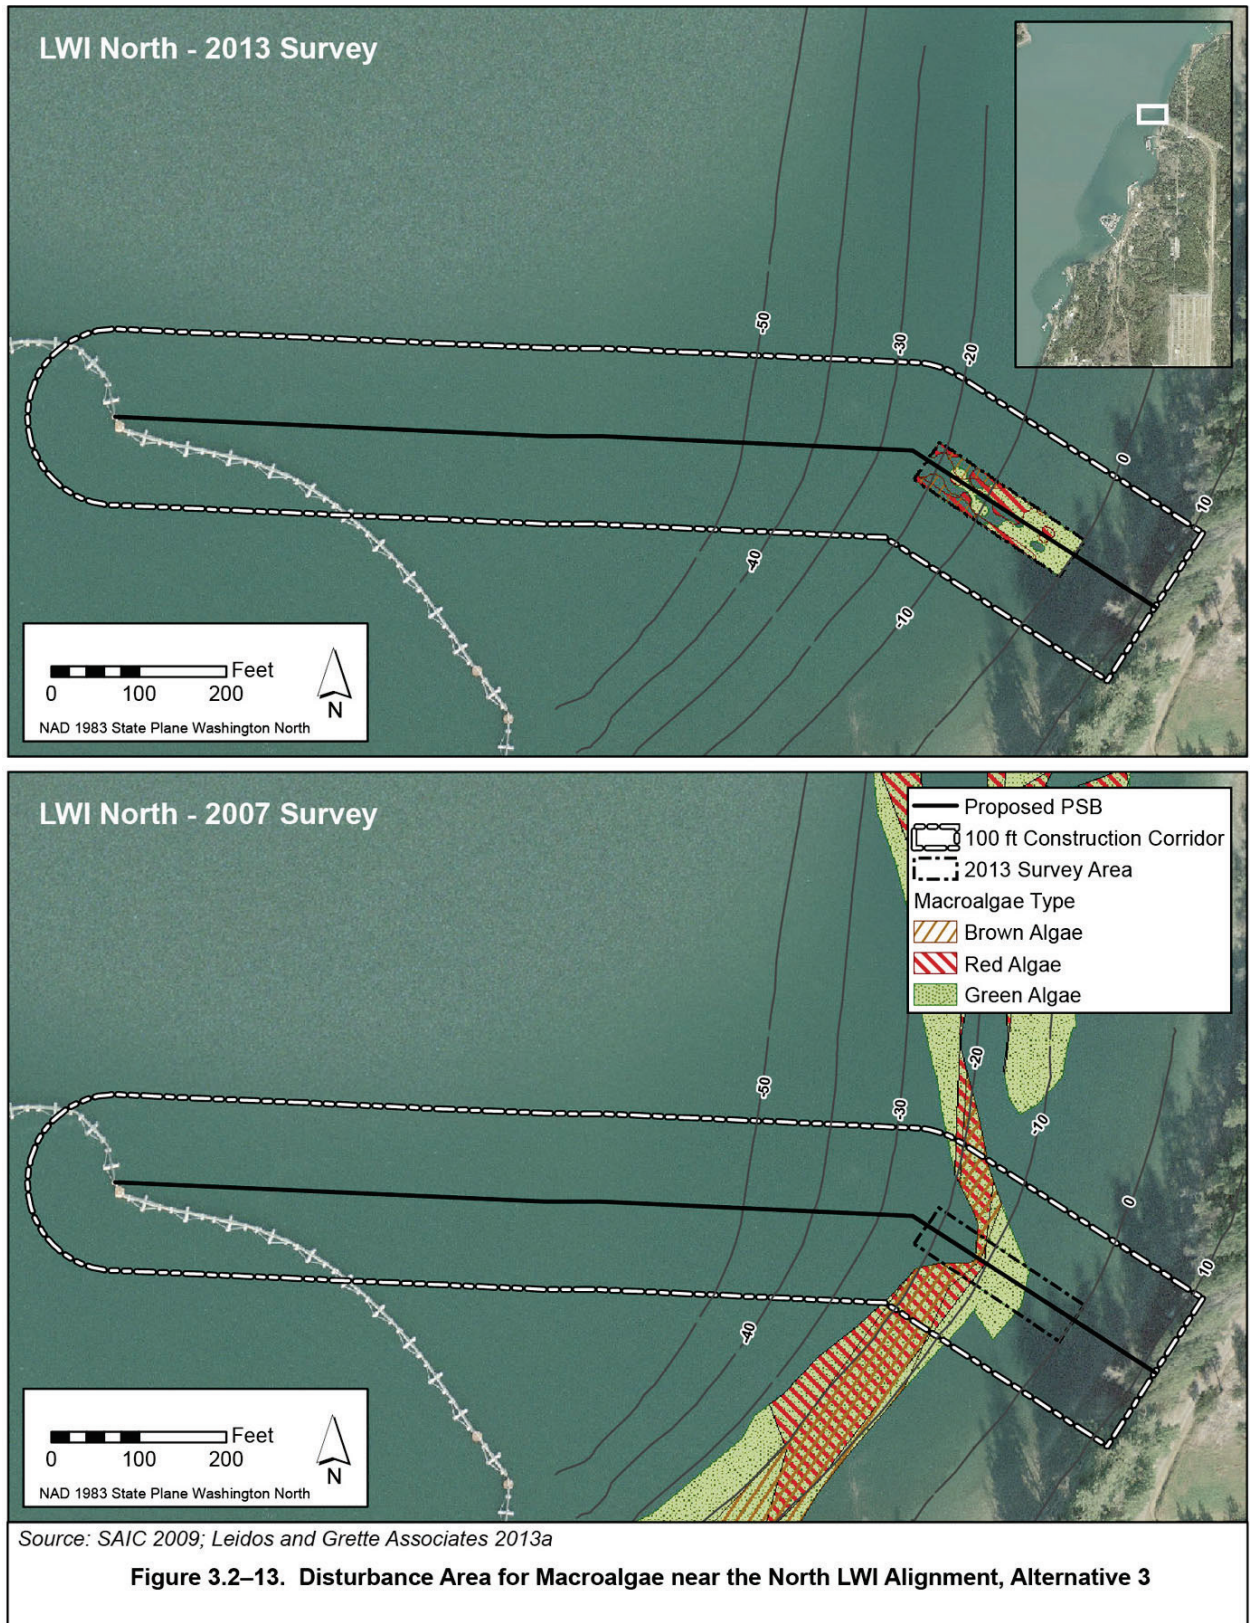 LWI North - 2013 Survey
-50
-30
-20
0
10
-40
-10
Feet
0 100 200
N
NAD 1983 State Plane Washington North
LWI North - 2007 Survey
Proposed PSB
100 ft Construction Corridor
2013 Survey Area
Macroalgae Type
Brown Algae
Red Algae
Green Algae
-50
-30
-20
-10
0
10
-40
Feet
0 100 200
N
NAD 1983 State Plane Washington North
Source: SAIC 2009; Leidos and Grette Associates 2013a
Figure 3.2–13. Disturbance Area for Macroalgae near the North LWI Alignment, Alternative 3